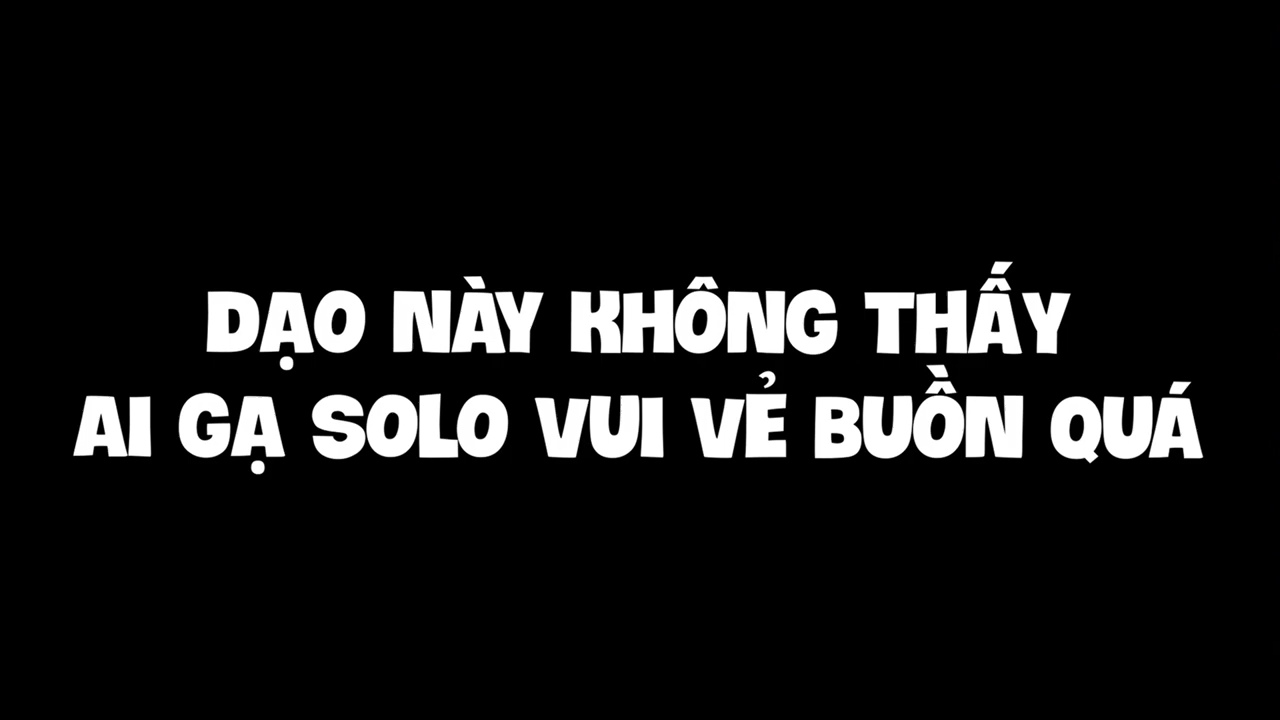 DẠO NÀY KHÔNG THẤY
AI GẠ SOLO VUI VẺ BUỒN QUÁ